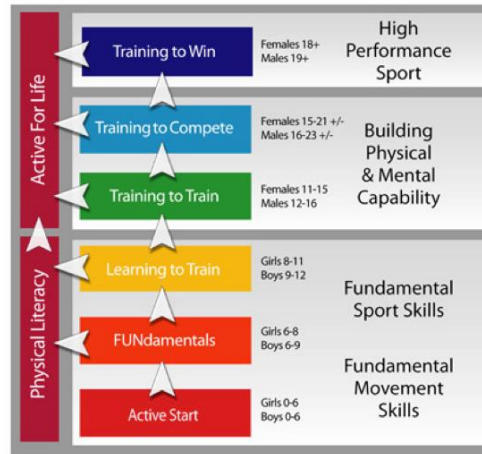 Active For Life
Physical Literacy
Training to Win
Females 18+
Males 19+
High
Performance
Sport
Training to Compete
Females 15-21 +/-
Males 16-23 +/-
Building
Physical
& Mental
Capability
Training to Train
Females 11-15
Males 12-16
Learning to Train
Girls 8-11
Boys 9-12
Fundamental
Sport Skills
FUNdamentals
Girls 6-8
Boys 6-9
Fundamental
Movement
Skills
Active Start
Girls 0-6
Boys 0-6